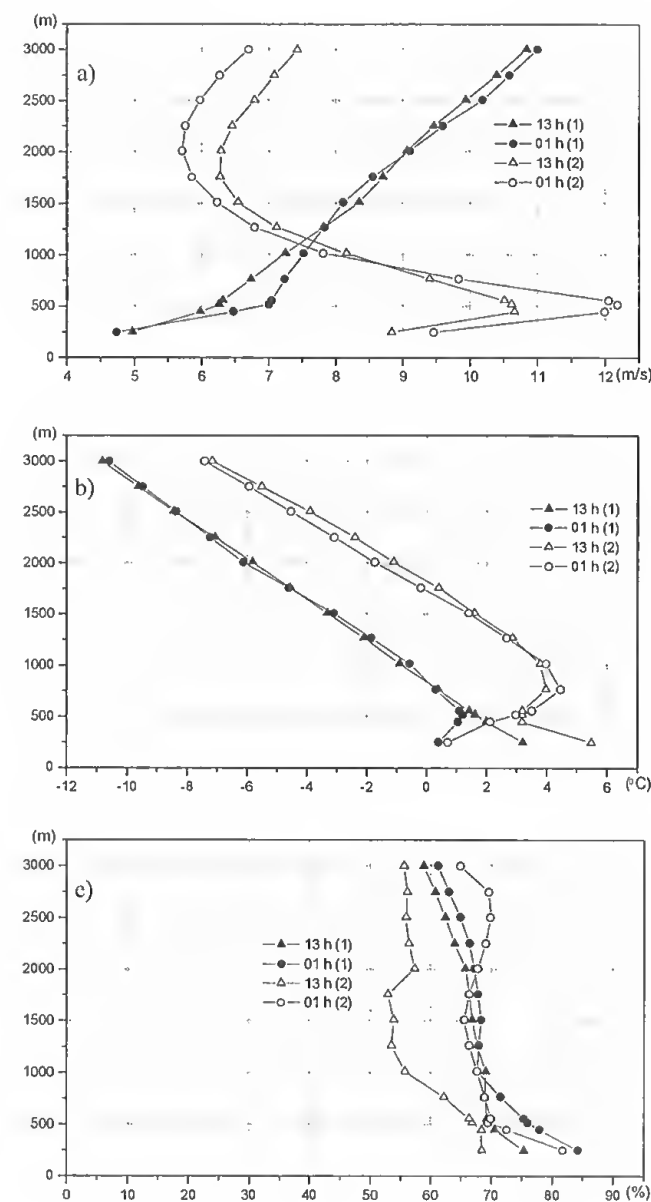 (m)
a)
3000
2500
2000
1500
1000
500
0
13 h (1)
01 h (1)
13 h (2)
01 h (2)
4 5 6 7 8 9 10 11 12 (m/s)
(m)
b)
3000
2500
2000
1500
1000
500
0
13 h (1)
01 h (1)
13 h (2)
01 h (2)
-12 -10 -8 -6 -4 -2 0 2 4 6 (°C)
(m)
c)
3000
2500
2000
1500
1000
500
0
13 h (1)
01 h (1)
13 h (2)
01 h (2)
0 10 20 30 40 50 60 70 80 90 (%)